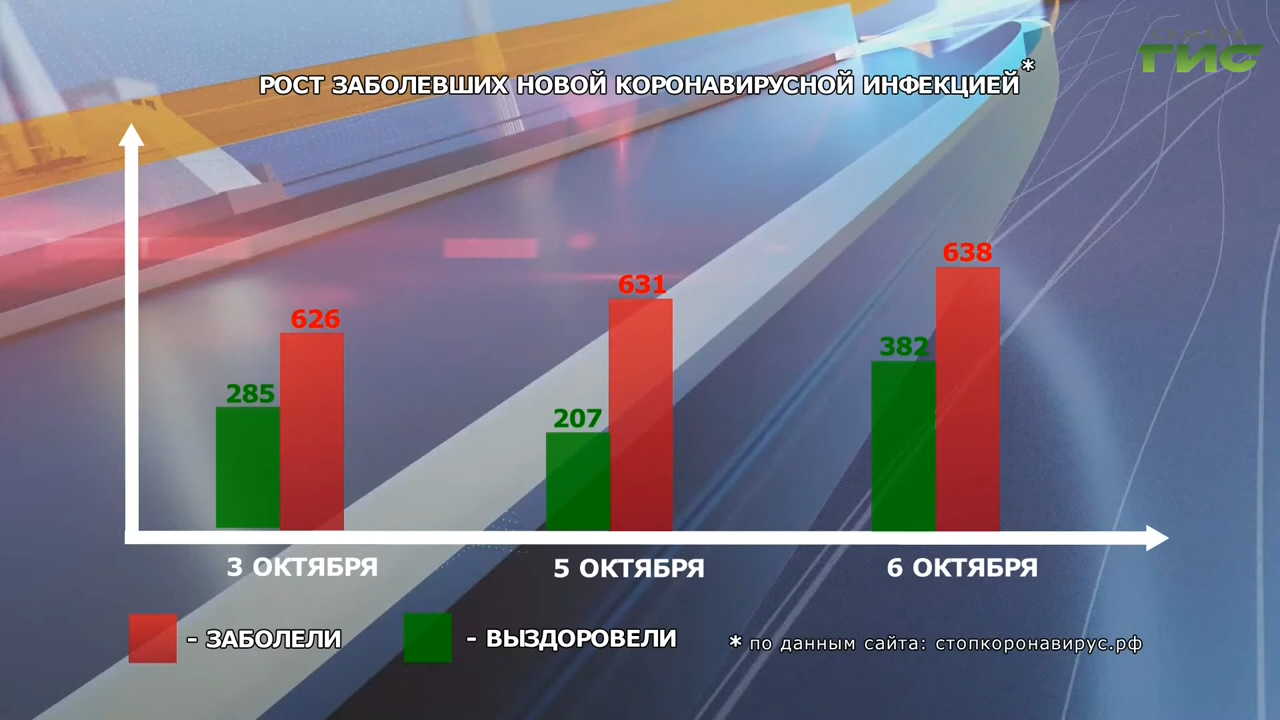 САМАРА
ГИС
РОСТ ЗАБОЛЕВШИХ НОВОЙ КОРОНАВИРУСНОЙ ИНФЕКЦИЕЙ*
638
631
626
382
285
207
3 ОКТЯБРЯ
5 ОКТЯБРЯ
6 ОКТЯБРЯ
- ЗАБОЛЕЛИ
- ВЫЗДОРОВЕЛИ
* по данным сайта: стопкоронавирус.рф